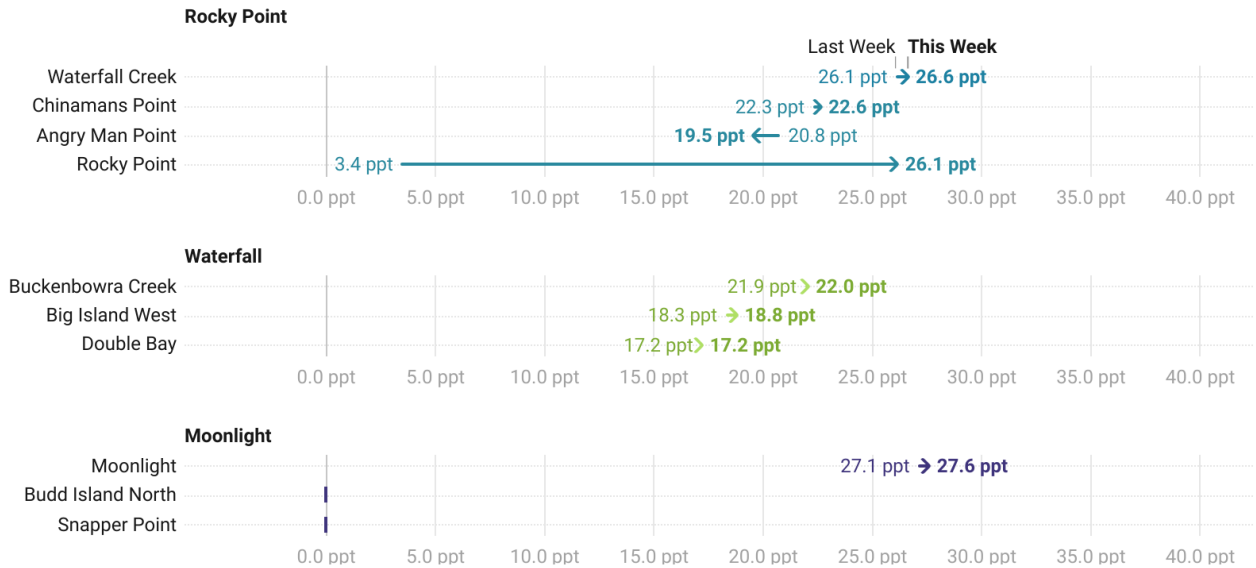 Rocky Point
Last Week This Week
Waterfall Creek 26.1 ppt 26.6 ppt
Chinamans Point 22.3 ppt 22.6 ppt
Angry Man Point 19.5 ppt 20.8 ppt
Rocky Point 3.4 ppt 26.1 ppt
0.0 ppt 5.0 ppt 10.0 ppt 15.0 ppt 20.0 ppt 25.0 ppt 30.0 ppt 35.0 ppt 40.0 ppt
Waterfall
Buckenbowra Creek 21.9 ppt 22.0 ppt
Big Island West 18.3 ppt 18.8 ppt
Double Bay 17.2 ppt 17.2 ppt
0.0 ppt 5.0 ppt 10.0 ppt 15.0 ppt 20.0 ppt 25.0 ppt 30.0 ppt 35.0 ppt 40.0 ppt
Moonlight
Moonlight 27.1 ppt 27.6 ppt
Budd Island North
Snapper Point
0.0 ppt 5.0 ppt 10.0 ppt 15.0 ppt 20.0 ppt 25.0 ppt 30.0 ppt 35.0 ppt 40.0 ppt